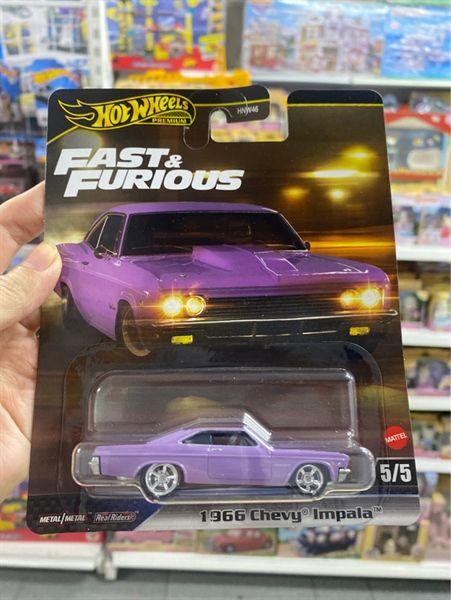 HOT WHEELS
PREMIUM
HNW46
FAST &
FURIOUS
MATTEL
5/5
METAL/METAL
Real Riders
1966 Chevy® Impala™